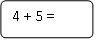 4 + 5 =